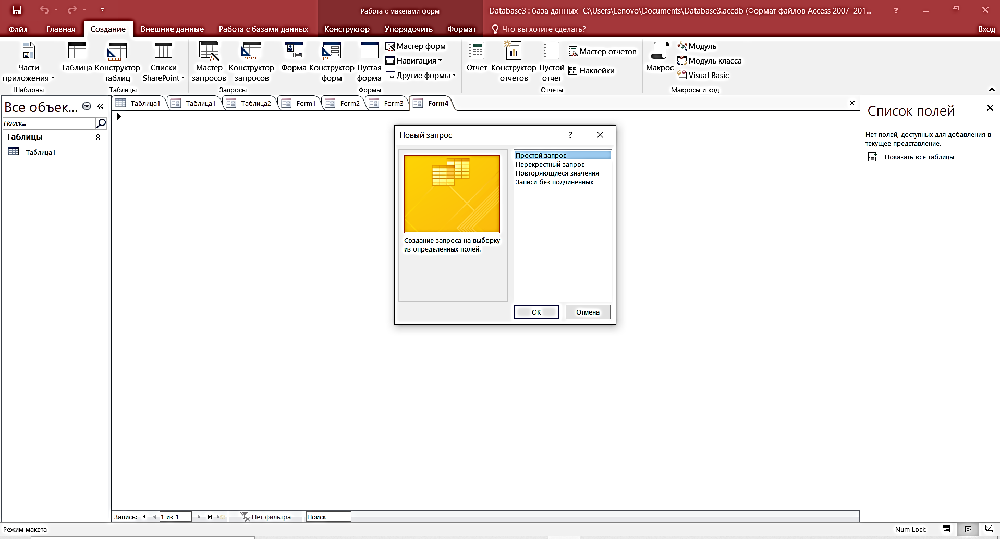 Работа с макетами форм
Database3 : база данных- C:\Users\Lenovo\Documents\Database3.accdb (Формат файлов Access 2007–201...
?
Файл
Главная
Создание
Внешние данные
Работа с базами данных
Конструктор
Упорядочить
Формат
Что вы хотите сделать?
Вход
Части
приложения
Шаблоны
Таблица
Конструктор
таблиц
Списки
SharePoint
Таблицы
Мастер
запросов
Конструктор
запросов
Запросы
Форма
Конструктор
форм
Пустая
форма
Мастер форм
Навигация
Другие формы
Формы
Отчет
Конструктор
отчетов
Пустой
отчет
Мастер отчетов
Наклейки
Отчеты
Макрос
Модуль
Модуль класса
Visual Basic
Макросы и код
Все объек...
Поиск...
Таблицы
Таблица1
Таблица1
Таблица1
Таблица2
Form1
Form2
Form3
Form4
Новый запрос
?
Создание запроса на выборку
из определенных полей.
Простой запрос
Перекрестный запрос
Повторяющиеся значения
Записи без подчиненных
ОК
Отмена
Список полей
Нет полей, доступных для добавления в
текущее представление.
Показать все таблицы
Запись:
1 из 1
Нет фильтра
Поиск
Режим макета
Num Lock